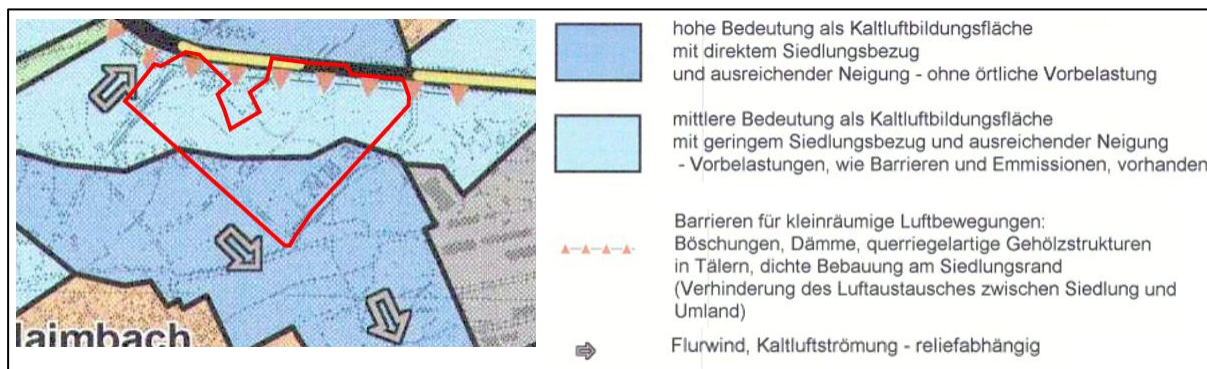 hohe Bedeutung als Kaltluftbildungsfläche
mit direktem Siedlungsbezug
und ausreichender Neigung - ohne örtliche Vorbelastung
mittlere Bedeutung als Kaltluftbildungsfläche
mit geringem Siedlungsbezug und ausreichender Neigung
- Vorbelastungen, wie Barrieren und Emmissionen, vorhanden
Barrieren für kleinräumige Luftbewegungen:
Böschungen, Dämme, querriegelartige Gehölzstrukturen
in Tälern, dichte Bebauung am Siedlungsrand
(Verhinderung des Luftaustausches zwischen Siedlung und
Umland)
Flurwind, Kaltluftströmung - reliefabhängig